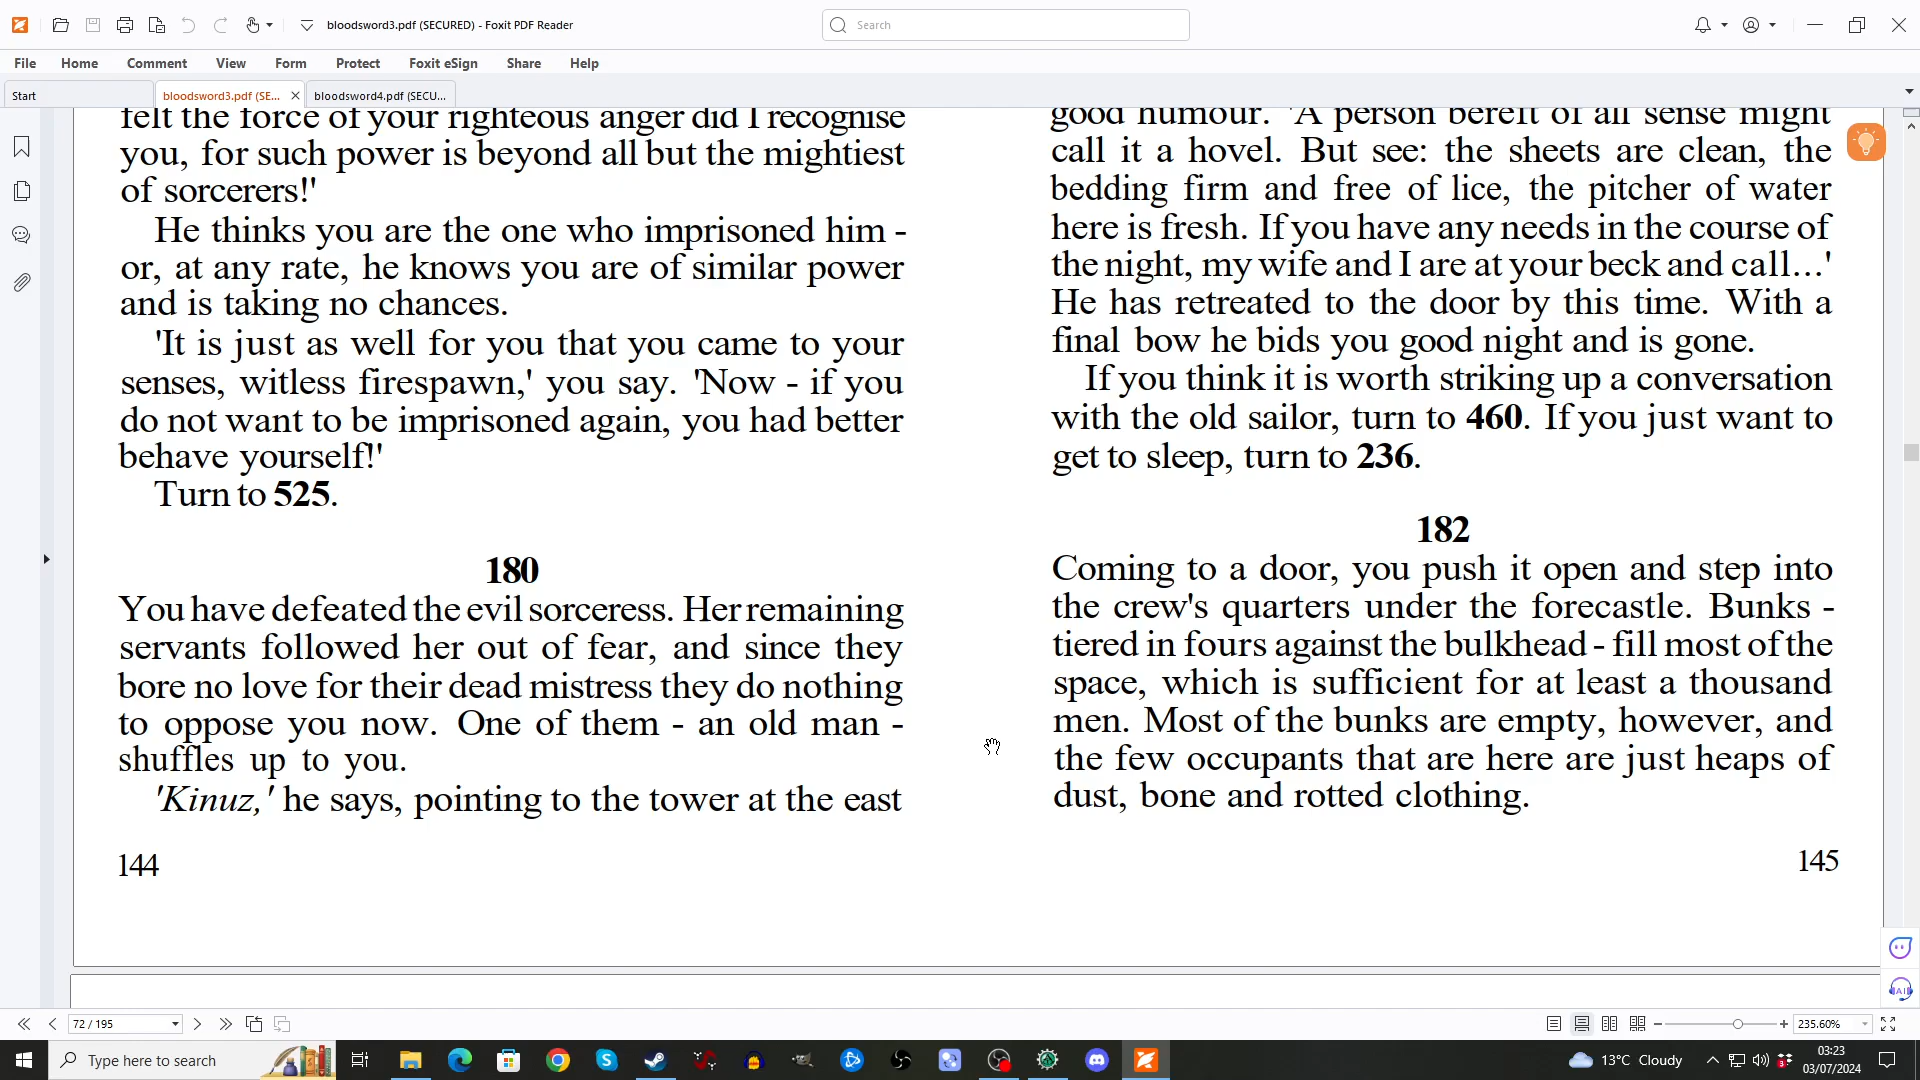 bloodsword3.pdf (SECURED) - Foxit PDF Reader
Search
File Home Comment View Form Protect Foxit eSign Share Help
Start bloodsword3.pdf (SE... bloodsword4.pdf (SECU...
felt the force of your righteous anger did I recognise
you, for such power is beyond all but the mightiest
of sorcerers!'
He thinks you are the one who imprisoned him -
or, at any rate, he knows you are of similar power
and is taking no chances.
'It is just as well for you that you came to your
senses, witless firespawn,' you say. 'Now - if you
do not want to be imprisoned again, you had better
behave yourself!'
Turn to 525.
180
You have defeated the evil sorceress. Her remaining
servants followed her out of fear, and since they
bore no love for their dead mistress they do nothing
to oppose you now. One of them - an old man -
shuffles up to you.
'Kinuz,' he says, pointing to the tower at the east
144
good humour. 'A person bereft of all sense might
call it a hovel. But see: the sheets are clean, the
bedding firm and free of lice, the pitcher of water
here is fresh. If you have any needs in the course of
the night, my wife and I are at your beck and call...'
He has retreated to the door by this time. With a
final bow he bids you good night and is gone.
If you think it is worth striking up a conversation
with the old sailor, turn to 460. If you just want to
get to sleep, turn to 236.
182
Coming to a door, you push it open and step into
the crew's quarters under the forecastle. Bunks -
tiered in fours against the bulkhead - fill most of the
space, which is sufficient for at least a thousand
men. Most of the bunks are empty, however, and
the few occupants that are here are just heaps of
dust, bone and rotted clothing.
145
72 / 195
235.60%
Type here to search
13°C Cloudy
03:23
03/07/2024